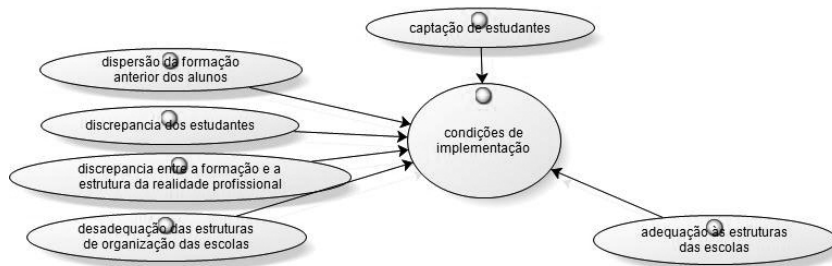 captação de estudantes
dispersão da formação
anterior dos alunos
discrepancia dos estudantes
condições de
implementação
discrepancia entre a formação e a
estrutura da realidade profissional
desadequação das estruturas
de organização das escolas
adequação às estruturas
das escolas